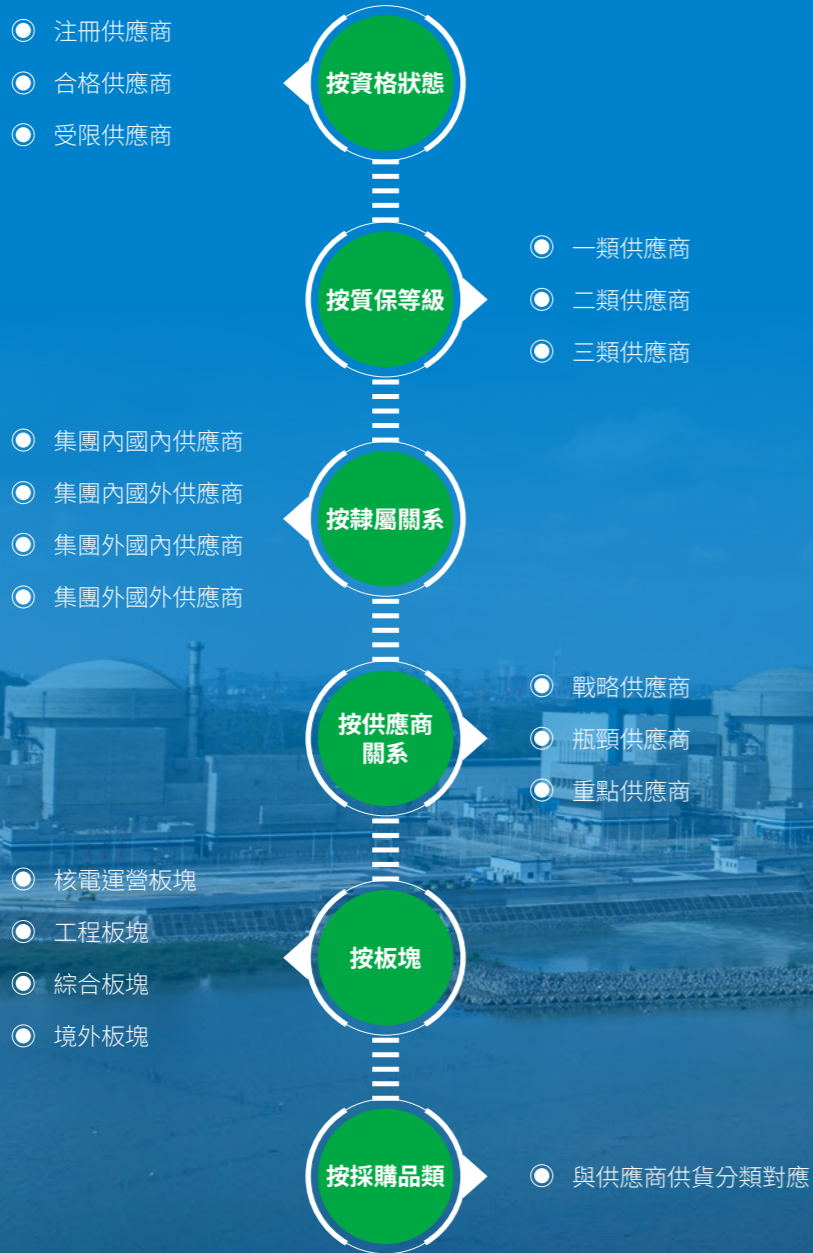 按資格狀態
注冊供應商
合格供應商
受限供應商
按質保等級
一類供應商
二類供應商
三類供應商
按隸屬關系
集團內國內供應商
集團內國外供應商
集團外國內供應商
集團外國外供應商
按供應商
關系
戰略供應商
瓶頸供應商
重點供應商
按板塊
核電運營板塊
工程板塊
綜合板塊
境外板塊
按採購品類
與供應商供貨分類對應